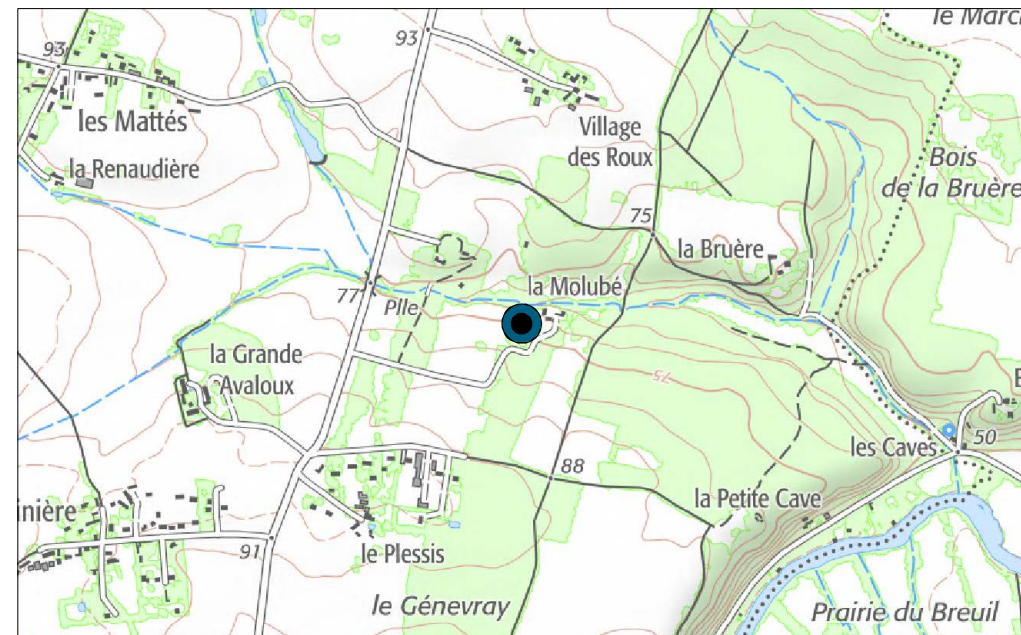 le Marc
93
93
les Mattés
Village
des Roux
la Renaudière
Bois
de la Bruère
75
la Bruère
la Molubé
77
Plle
la Grande
Avaloux
75
50
les Caves
88
la Petite Cave
inière
91
le Plessis
le Génevray
Prairie du Breuil